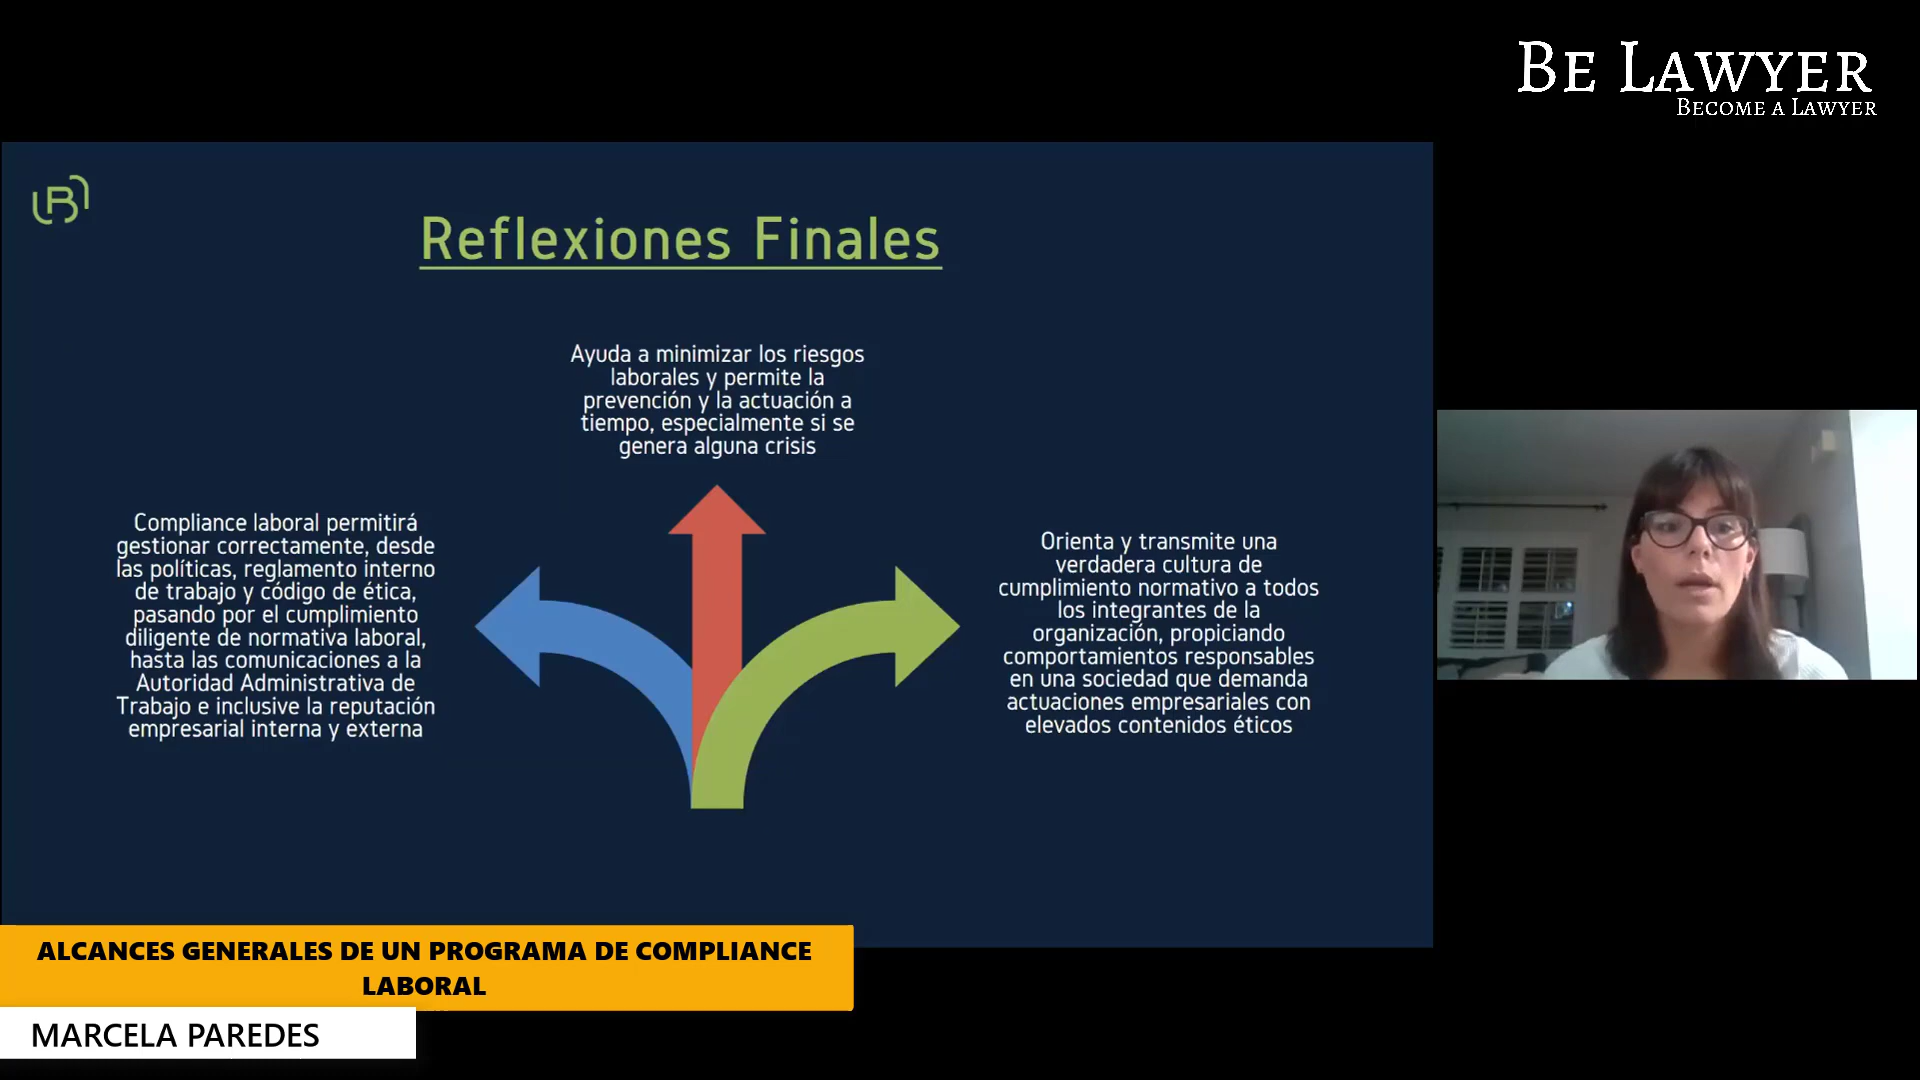 BE LAWYER
BECOME A LAWYER
Reflexiones Finales
Ayuda a minimizar los riesgos
laborales y permite la
prevención y la actuación a
tiempo, especialmente si se
genera alguna crisis
Compliance laboral permitirá
gestionar correctamente, desde
las políticas, reglamento interno
de trabajo y código de ética,
pasando por el cumplimiento
diligente de normativa laboral,
hasta las comunicaciones a la
Autoridad Administrativa de
Trabajo e inclusive la reputación
empresarial interna y externa
Orienta y transmite una
verdadera cultura de
cumplimiento normativo a todos
los integrantes de la
organización, propiciando
comportamientos responsables
en una sociedad que demanda
actuaciones empresariales con
elevados contenidos éticos
ALCANCES GENERALES DE UN PROGRAMA DE COMPLIANCE
LABORAL
MARCELA PAREDES